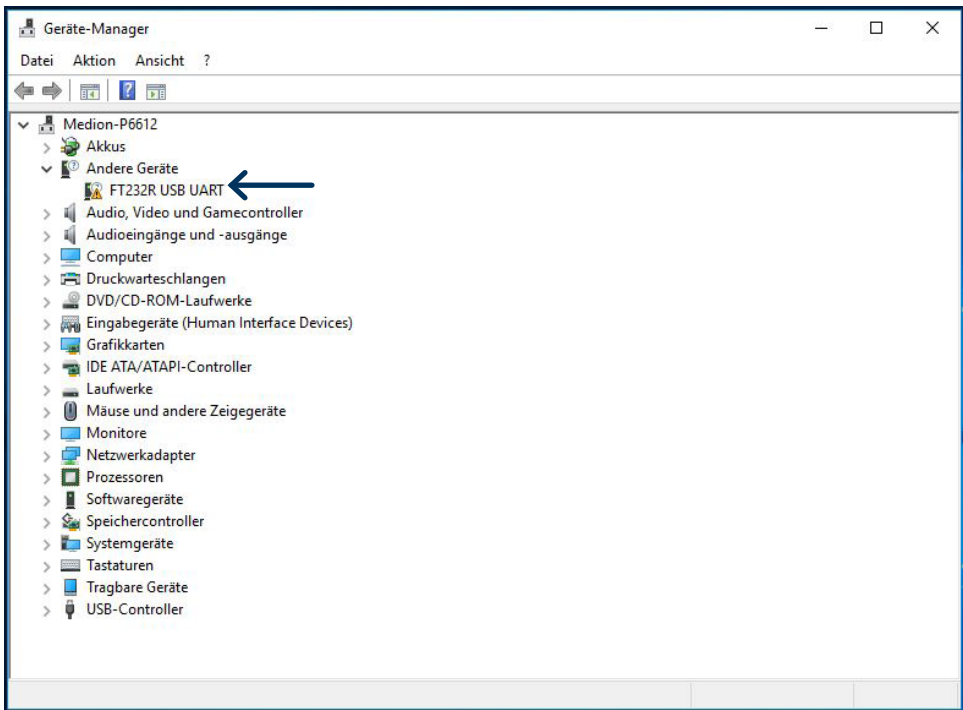 Geräte-Manager
Datei Aktion Ansicht ?
Medion-P6612
Akkus
Andere Geräte
FT232R USB UART
Audio, Video und Gamecontroller
Audioeingänge und -ausgänge
Computer
Druckwarteschlangen
DVD/CD-ROM-Laufwerke
Eingabegeräte (Human Interface Devices)
Grafikkarten
IDE ATA/ATAPI-Controller
Laufwerke
Mäuse und andere Zeigegeräte
Monitore
Netzwerkadapter
Prozessoren
Softwaregeräte
Speichercontroller
Systemgeräte
Tastaturen
Tragbare Geräte
USB-Controller